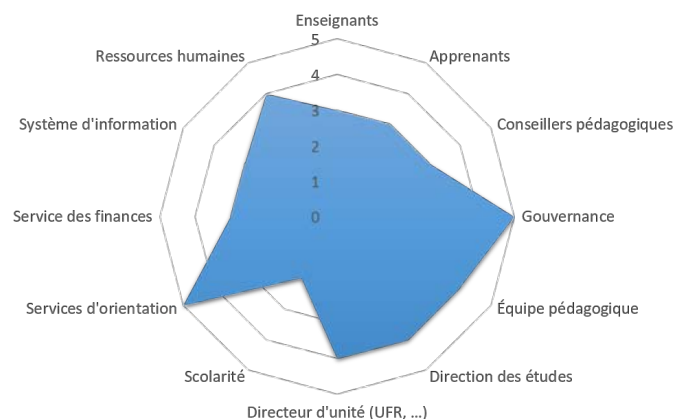 Enseignants
Apprenants
Conseillers pédagogiques
Gouvernance
Équipe pédagogique
Direction des études
Directeur d'unité (UFR, ...)
Scolarité
Services d'orientation
Service des finances
Système d'information
Ressources humaines
5
4
3
2
1
0